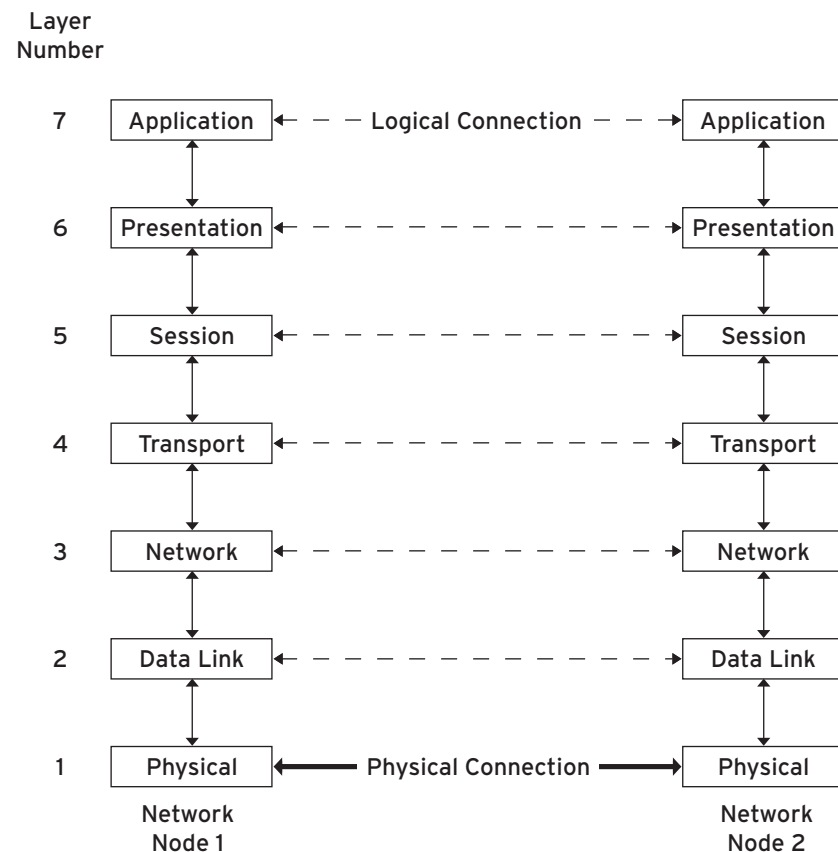 Layer
Number
7 Application Logical Connection Application
6 Presentation Presentation
5 Session Session
4 Transport Transport
3 Network Network
2 Data Link Data Link
1 Physical Physical Connection Physical
Network Network
Node 1 Node 2